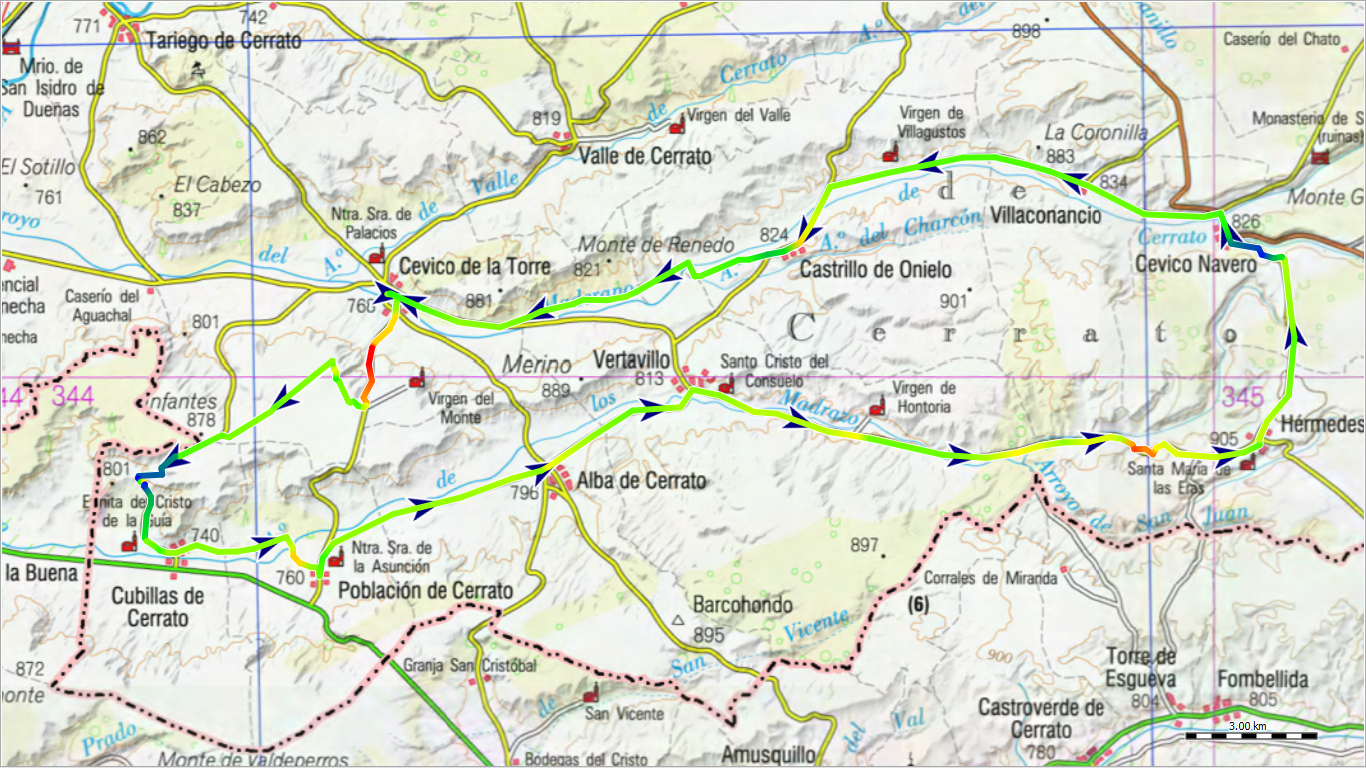 771
742
Tariego de Cerrato
Mrio. de
San Isidro de
Dueñas
862
El Sotillo
761
El Cabezo
837
819
Valle de Cerrato
Virgen del Valle
Cerrato
de
Valle
de
A.º
del
898
Caserío del Chato
Virgen de
Villagustos
La Coronilla
883
834
Monasterio de S
(ruinas)
Monte G
Ntra. Sra. de
Palacios
del
A.º
Cevico de la Torre
760
881
Monte de Renedo
821
Maderano
A.
824
A.º del Charcón
Castrillo de Onielo
de
d e
Villaconancio
826
Cerrato
Cevico Navero
901
C e r r a t o
Caserío del
Aguachal
801
344
Infantes
878
Merino
889
Vertavillo
813
Santo Cristo del
Consuelo
Virgen del
Monte
los
de
Madrazo
Virgen de
Hontoria
345
Hérmedes
905
Santa María de
las Eras
Arroyo de San Juan
801
Ermita del Cristo
de la Guía
740
A.º
796
Alba de Cerrato
la Buena
Cubillas de
Cerrato
760
Ntra. Sra. de
la Asunción
Población de Cerrato
897
Corrales de Miranda
(6)
Barcohondo
895
Vicente
San
900
872
Granja San Cristóbal
de
San Vicente
Torre de
Esgueva
804
Fombellida
805
Castroverde de
Cerrato
780
Prado
Monte de Valdeperros
Bodegas del Cristo
Amusquillo
del Val
3.00 km